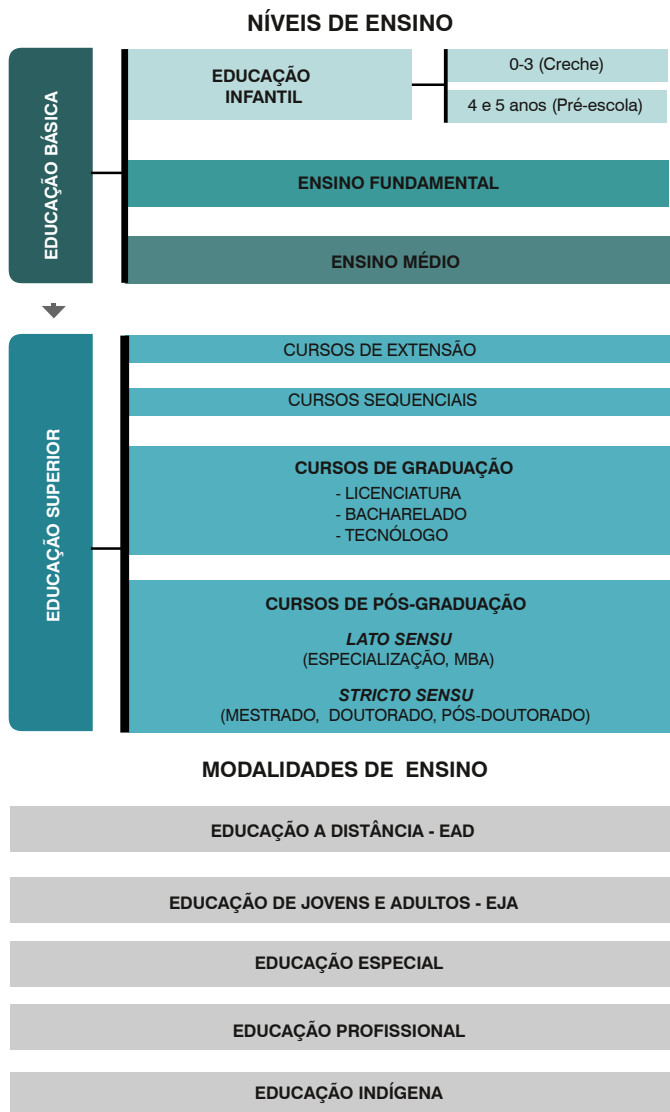 NÍVEIS DE ENSINO
EDUCAÇÃO BÁSICA
EDUCAÇÃO
INFANTIL
0-3 (Creche)
4 e 5 anos (Pré-escola)
ENSINO FUNDAMENTAL
ENSINO MÉDIO
EDUCAÇÃO SUPERIOR
CURSOS DE EXTENSÃO
CURSOS SEQUENCIAIS
CURSOS DE GRADUAÇÃO
- LICENCIATURA
- BACHARELADO
- TECNÓLOGO
CURSOS DE PÓS-GRADUAÇÃO
LATO SENSU
(ESPECIALIZAÇÃO, MBA)
STRICTO SENSU
(MESTRADO, DOUTORADO, PÓS-DOUTORADO)
MODALIDADES DE ENSINO
EDUCAÇÃO A DISTÂNCIA - EAD
EDUCAÇÃO DE JOVENS E ADULTOS - EJA
EDUCAÇÃO ESPECIAL
EDUCAÇÃO PROFISSIONAL
EDUCAÇÃO INDÍGENA